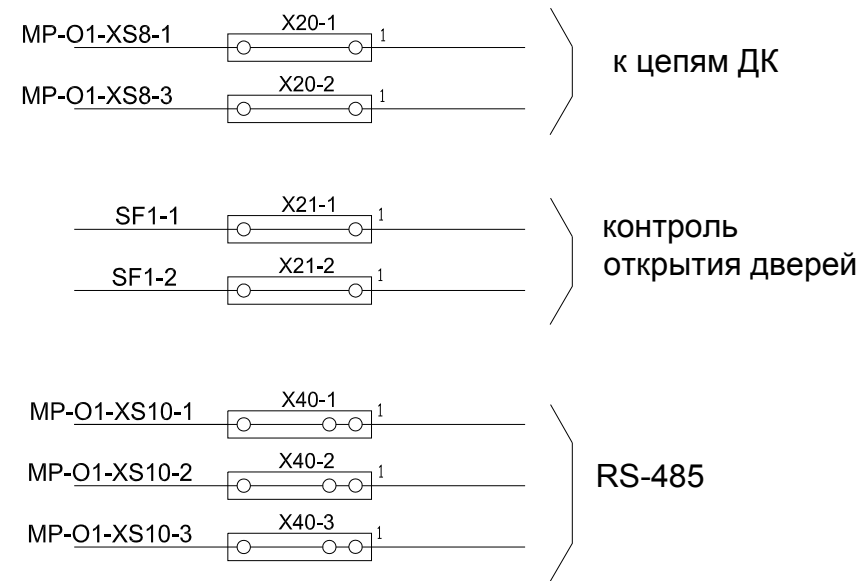 MP-O1-XS8-1 X20-1 1
MP-O1-XS8-3 X20-2 1
к цепям ДК
SF1-1 X21-1 1
SF1-2 X21-2 1
контроль
открытия дверей
MP-O1-XS10-1 X40-1 1
MP-O1-XS10-2 X40-2 1
MP-O1-XS10-3 X40-3 1
RS-485